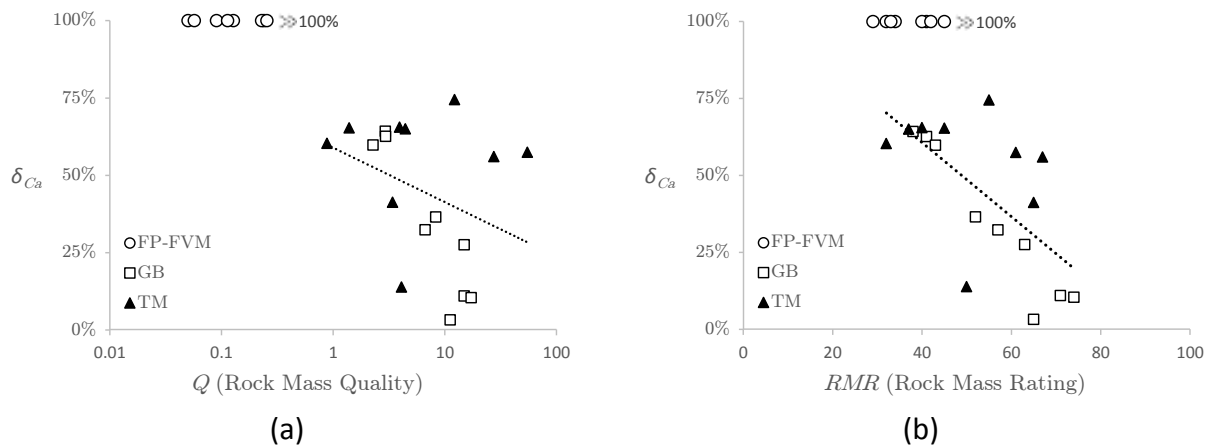 100%
75%
50%
25%
0%
δCa
≫100%
FP-FVM
GB
TM
0.01 0.1 1 10 100
Q (Rock Mass Quality)
(a)
100%
75%
50%
25%
0%
δCa
≫100%
FP-FVM
GB
TM
0 20 40 60 80 100
RMR (Rock Mass Rating)
(b)